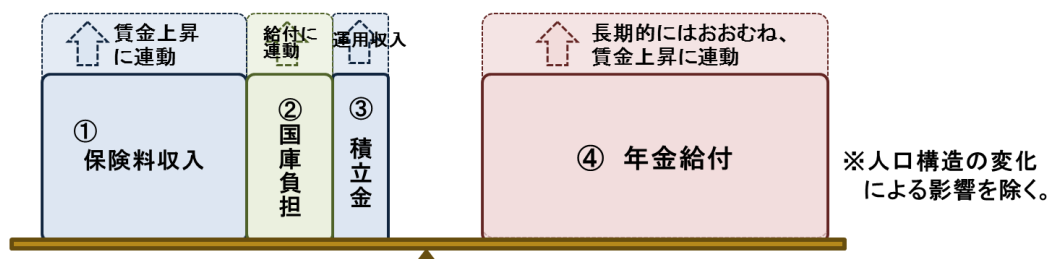 賃金上昇
に連動
給付に
連動
運用収入
長期的にはおおむね、
賃金上昇に連動
①
保険料収入
②
国庫負担
③
積立金
④ 年金給付
※人口構造の変化
による影響を除く。